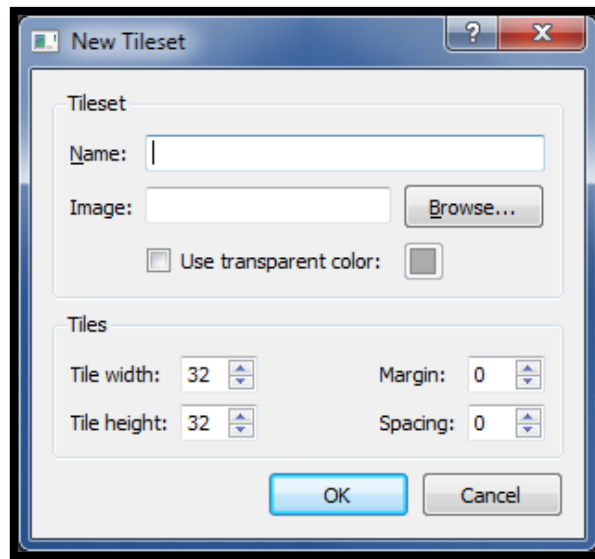 New Tileset
Tileset
Name:
Image: Browse...
Use transparent color:
Tiles
Tile width: 32 Margin: 0
Tile height: 32 Spacing: 0
OK Cancel